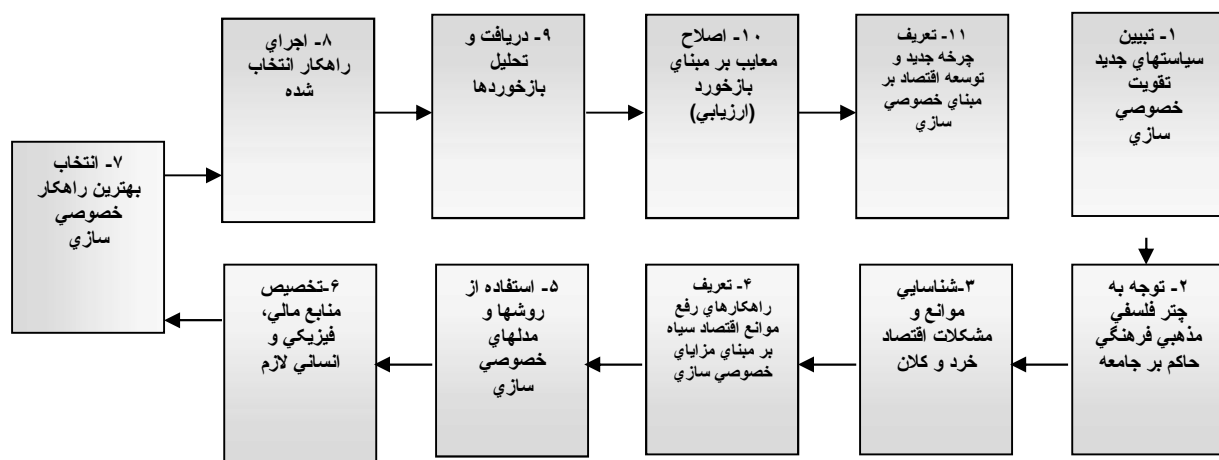 ۱- تبيين
سياستهاي جديد
تقويت
خصوصي
سازي
۲- توجه به
چتر فلسفي
مذهبي فرهنگي
حاكم بر جامعه
۳-شناسايي
موانع و
مشكلات اقتصاد
خرد و كلان
۴- تعريف
راهكارهاي رفع
موانع اقتصاد سياه
بر مبناي مزاياي
خصوصي سازي
۵- استفاده از
روشها و
مدلهاي
خصوصي
سازي
۶-تخصيص
منابع مالي،
فيزيكي و
انساني لازم
۷- انتخاب
بهترين راهكار
خصوصي
سازي
۸- اجراي
راهكار انتخاب
شده
۹- دريافت و
تحليل
بازخوردها
۱۰- اصلاح
معايب بر مبناي
بازخورد
(ارزيابي)
۱۱- تعريف
چرخه جديد و
توسعه اقتصاد بر
مبناي خصوصي
سازي